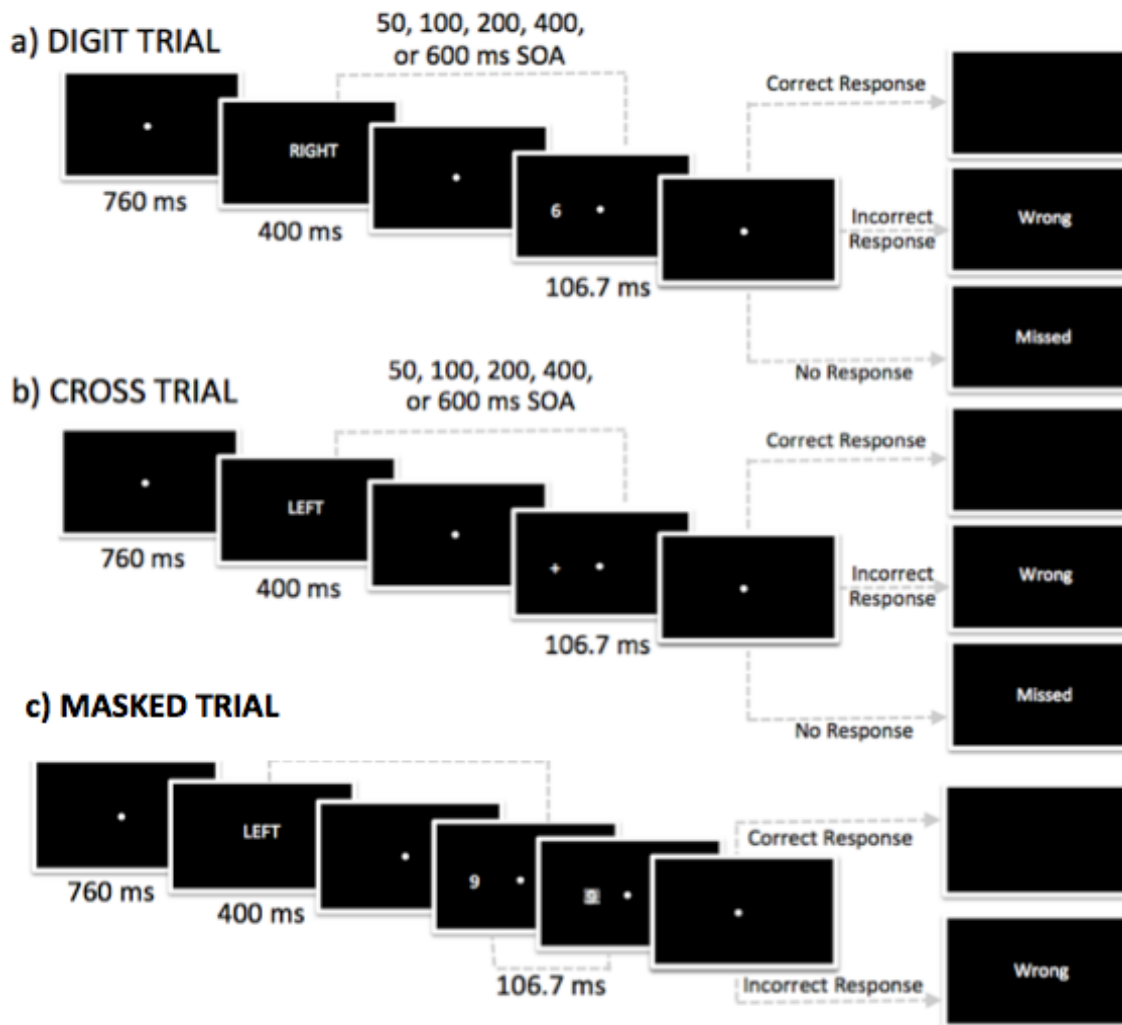 a) DIGIT TRIAL
50, 100, 200, 400,
or 600 ms SOA
RIGHT
6
760 ms
400 ms
106.7 ms
Correct Response
Incorrect
Response
Wrong
No Response
Missed
b) CROSS TRIAL
50, 100, 200, 400,
or 600 ms SOA
LEFT
+
760 ms
400 ms
106.7 ms
Correct Response
Incorrect
Response
Wrong
No Response
Missed
c) MASKED TRIAL
LEFT
9
760 ms
400 ms
106.7 ms
Correct Response
Incorrect Response
Wrong